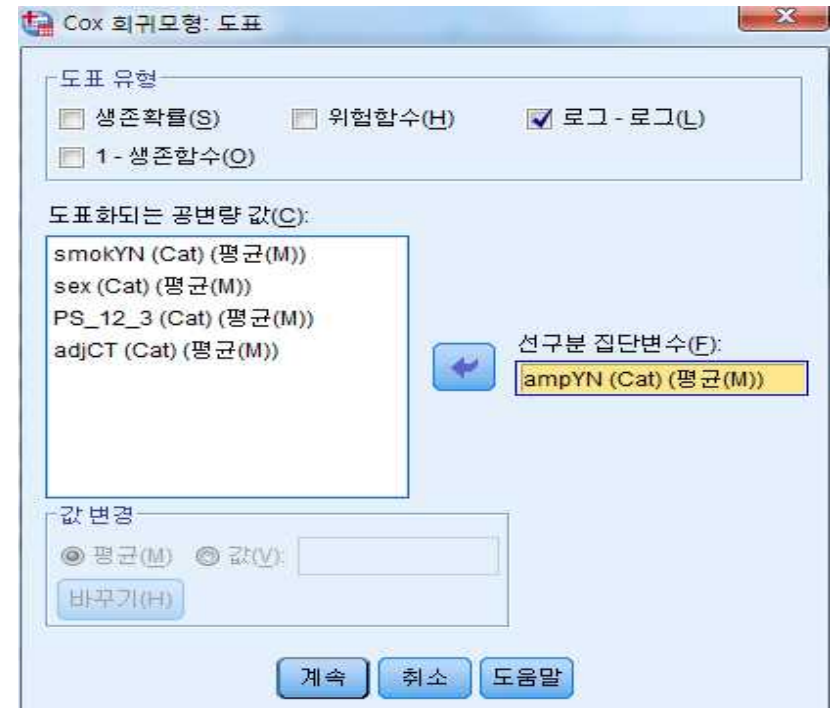 Cox 회귀모형: 도표
도표 유형
생존확률(S) 위험함수(H) 로그 - 로그(L)
1 - 생존함수(O)
도표화되는 공변량 값(C):
smokYN (Cat) (평균(M))
sex (Cat) (평균(M))
PS_12_3 (Cat) (평균(M))
adjCT (Cat) (평균(M))
선구분 집단변수(F):
ampYN (Cat) (평균(M))
값 변경
평균(M) 값(V):
바꾸기(H)
계속 취소 도움말